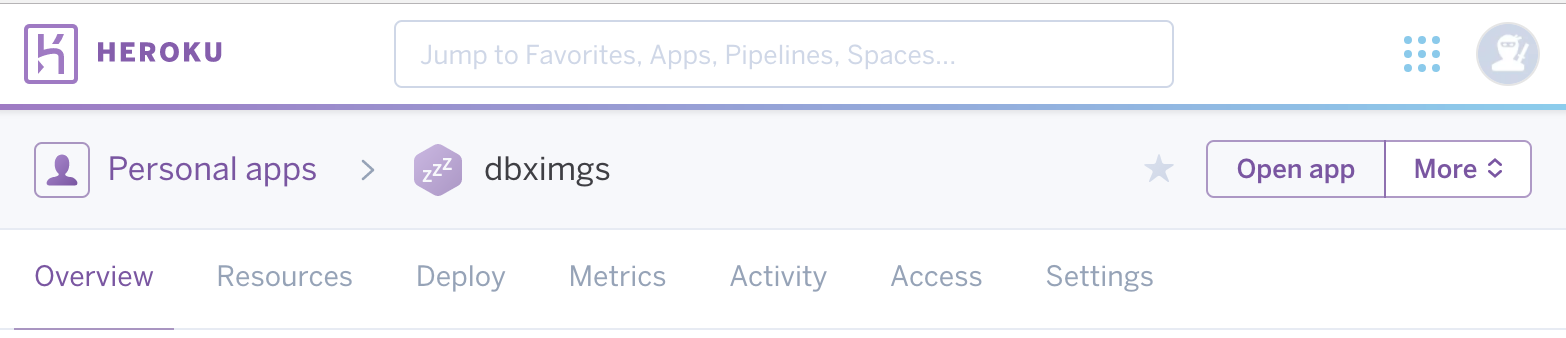 HEROKU
Jump to Favorites, Apps, Pipelines, Spaces...
Personal apps > zzz dbximgs
Open app More
Overview Resources Deploy Metrics Activity Access Settings